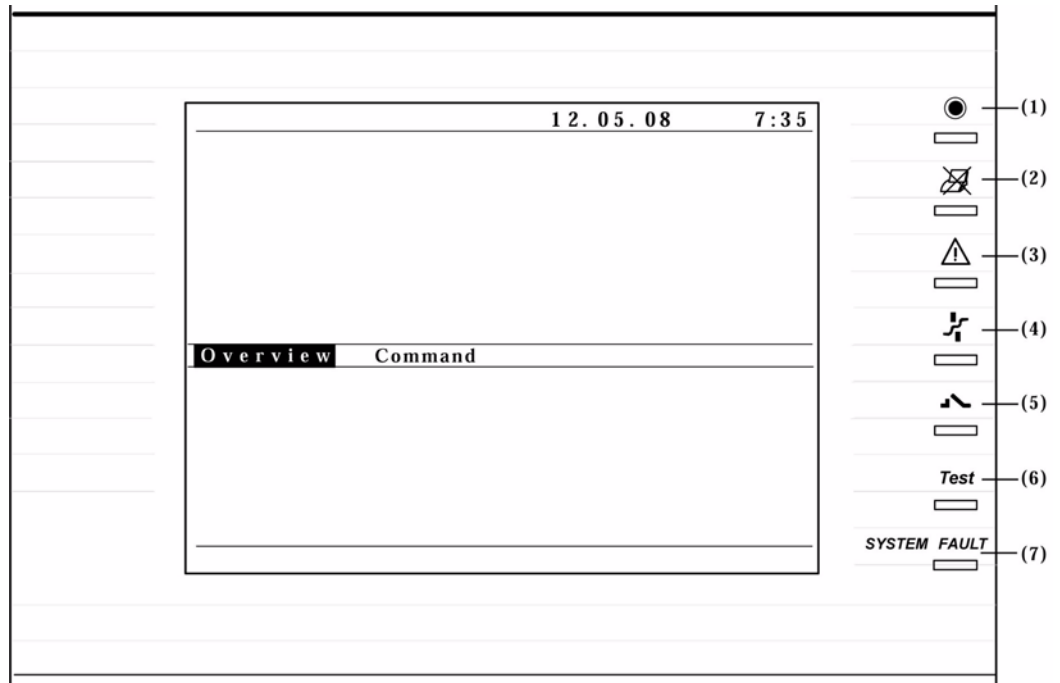 12.05.08 7:35
(1)
(2)
(3)
Overview Command
(4)
(5)
Test (6)
SYSTEM FAULT (7)